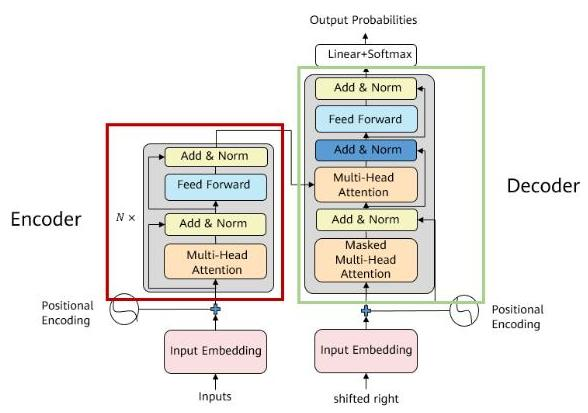 Output Probabilities
Linear+Softmax
Add & Norm
Feed Forward
Add & Norm
Multi-Head
Attention
Add & Norm
Masked
Multi-Head
Attention
Decoder
Add & Norm
Feed Forward
Add & Norm
Multi-Head
Attention
N ×
Encoder
Positional
Encoding
Positional
Encoding
Input Embedding
Input Embedding
Inputs
shifted right